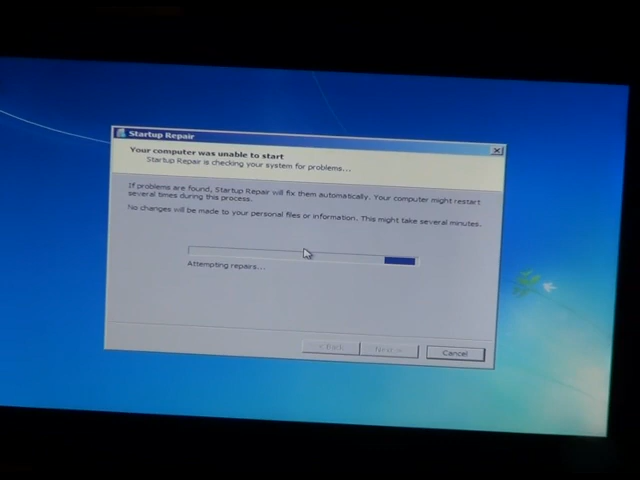 Startup Repair
Your computer was unable to start
Startup Repair is checking your system for problems...
If problems are found, Startup Repair will fix them automatically. Your computer might restart
several times during this process.
No changes will be made to your personal files or information. This might take several minutes.
Attempting repairs...
< Back
Next >
Cancel